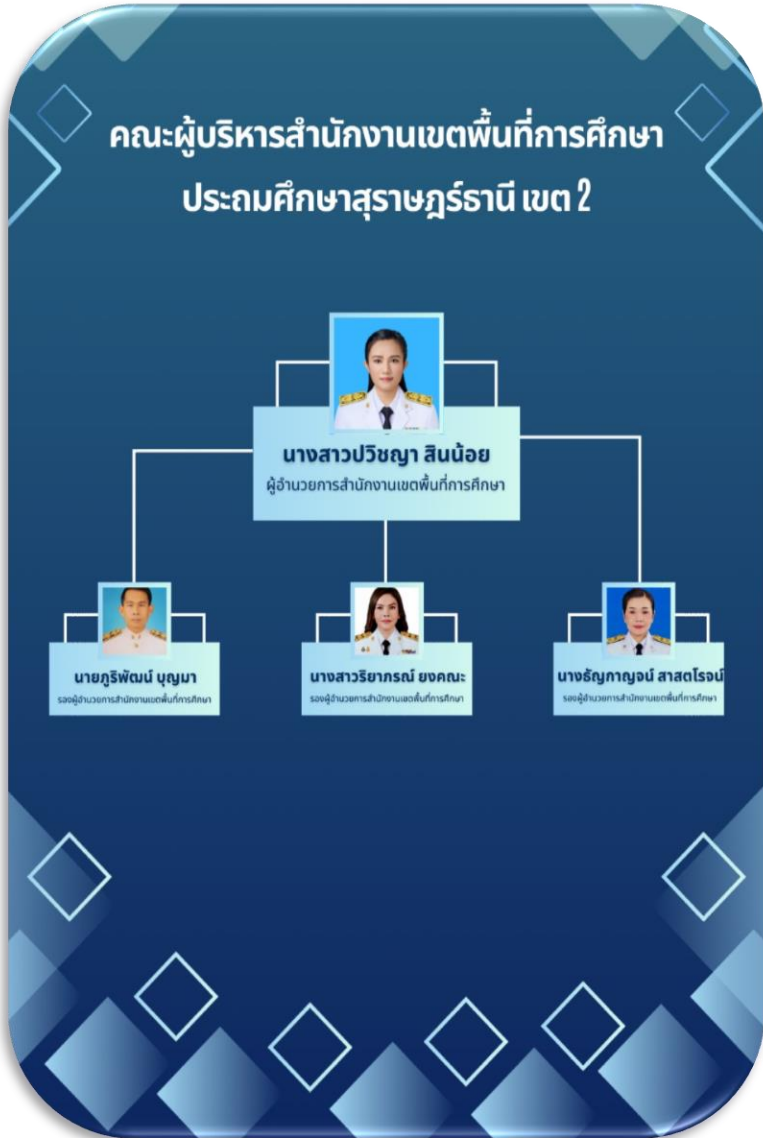 คณะผู้บริหารสำนักงานเขตพื้นที่การศึกษา
ประถมศึกษาสุราษฎร์ธานี เขต 2
นางสาวปวิชญา สินน้อย
ผู้อำนวยการสำนักงานเขตพื้นที่การศึกษา
นายภูริพัฒน์ บุญมา
รองผู้อำนวยการสำนักงานเขตพื้นที่การศึกษา
นางสาวริยาภรณ์ ยงคณะ
รองผู้อำนวยการสำนักงานเขตพื้นที่การศึกษา
นางธัญกาญจน์ สาสตโรจน์
รองผู้อำนวยการสำนักงานเขตพื้นที่การศึกษา